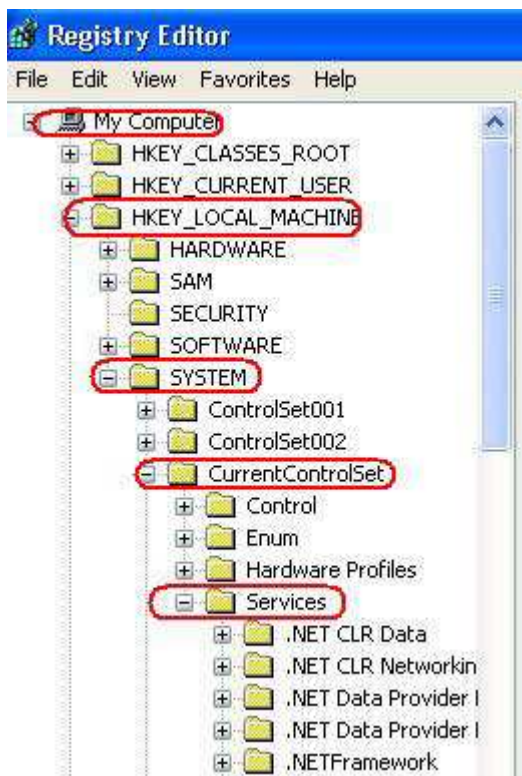 Registry Editor
File Edit View Favorites Help
My Computer
HKEY_CLASSES_ROOT
HKEY_CURRENT_USER
HKEY_LOCAL_MACHINE
HARDWARE
SAM
SECURITY
SOFTWARE
SYSTEM
ControlSet001
ControlSet002
CurrentControlSet
Control
Enum
Hardware Profiles
Services
.NET CLR Data
.NET CLR Networkin
.NET Data Provider
.NET Data Provider
.NETFramework